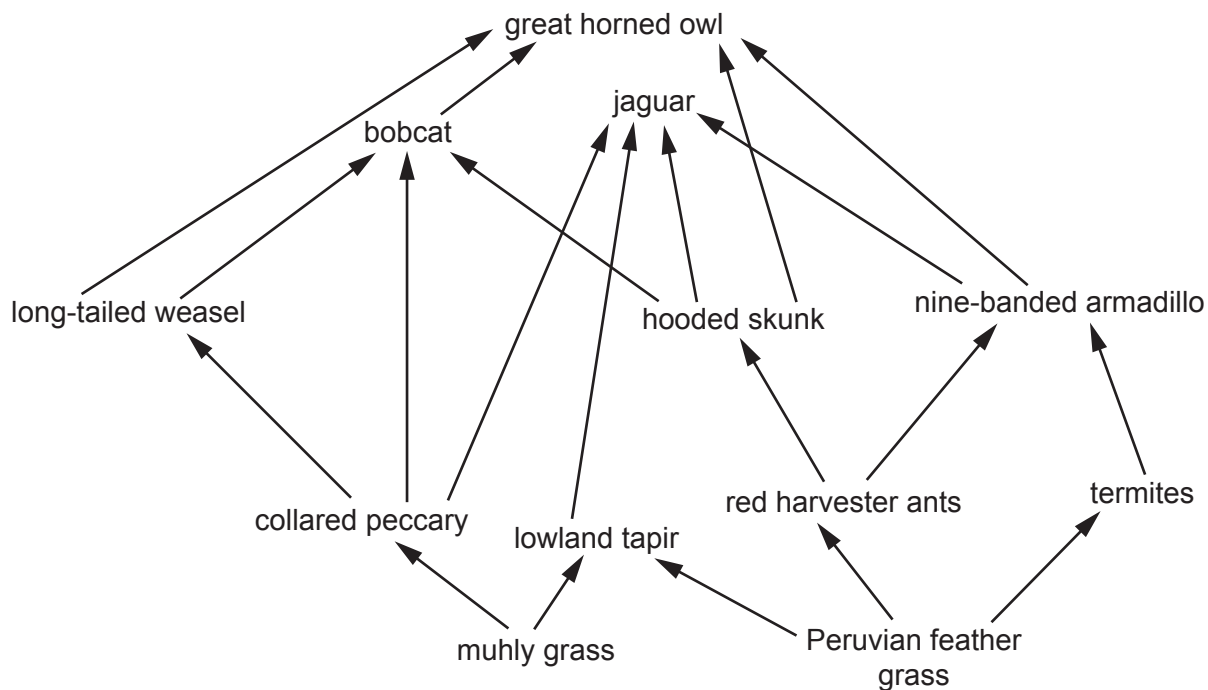 great horned owl
jaguar
bobcat
long-tailed weasel
hooded skunk
nine-banded armadillo
collared peccary
lowland tapir
red harvester ants
termites
muhly grass
Peruvian feather
grass